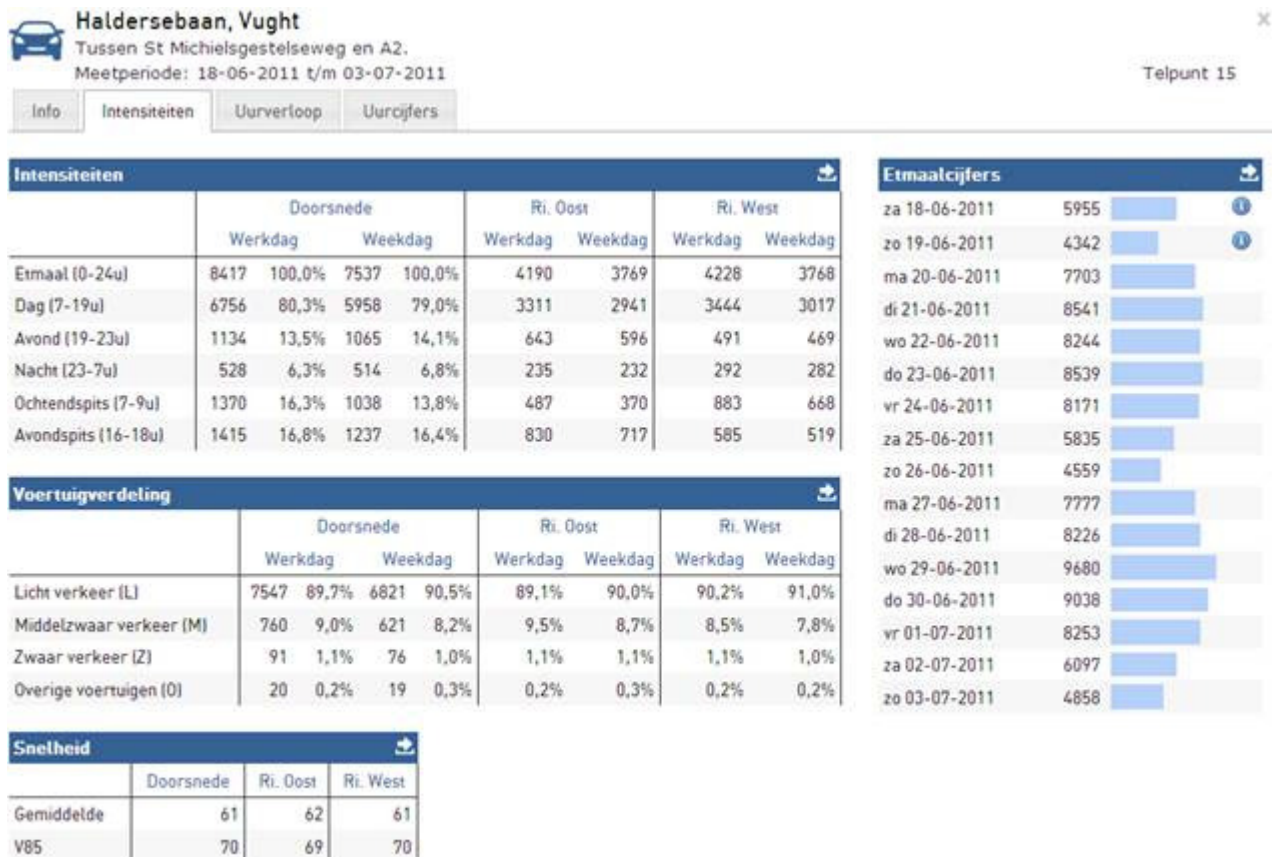 Haldersebaan, Vught
Tussen St Michielsgestelseweg en A2.
Meetperiode: 18-06-2011 t/m 03-07-2011
Telpunt 15
x
Info Intensiteiten Uurverloop Uurcijfers
Intensiteiten
Doorsnede Ri. Oost Ri. West
Werkdag Weekdag Werkdag Weekdag Werkdag Weekdag
Etmaal (0-24u) 8417 100,0% 7537 100,0% 4190 3769 4228 3768
Dag (7-19u) 6756 80,3% 5958 79,0% 3311 2941 3444 3017
Avond (19-23u) 1134 13,5% 1065 14,1% 643 596 491 469
Nacht (23-7u) 528 6,3% 514 6,8% 235 232 292 282
Ochtendspits (7-9u) 1370 16,3% 1038 13,8% 487 370 883 668
Avondspits (16-18u) 1415 16,8% 1237 16,4% 830 717 585 519
Voertuigverdeling
Doorsnede Ri. Oost Ri. West
Werkdag Weekdag Werkdag Weekdag Werkdag Weekdag
Licht verkeer (L) 7547 89,7% 6821 90,5% 89,1% 90,0% 90,2% 91,0%
Middelzwaar verkeer (M) 760 9,0% 621 8,2% 9,5% 8,7% 8,5% 7,8%
Zwaar verkeer (Z) 91 1,1% 76 1,0% 1,1% 1,1% 1,1% 1,0%
Overige voertuigen (O) 20 0,2% 19 0,3% 0,2% 0,3% 0,2% 0,2%
Snelheid
Doorsnede Ri. Oost Ri. West
Gemiddelde 61 62 61
V85 70 69 70
Etmaalcijfers
za 18-06-2011 5955 i
zo 19-06-2011 4342 i
ma 20-06-2011 7703
di 21-06-2011 8541
wo 22-06-2011 8244
do 23-06-2011 8539
vr 24-06-2011 8171
za 25-06-2011 5835
zo 26-06-2011 4559
ma 27-06-2011 7777
di 28-06-2011 8226
wo 29-06-2011 9680
do 30-06-2011 9038
vr 01-07-2011 8253
za 02-07-2011 6097
zo 03-07-2011 4858